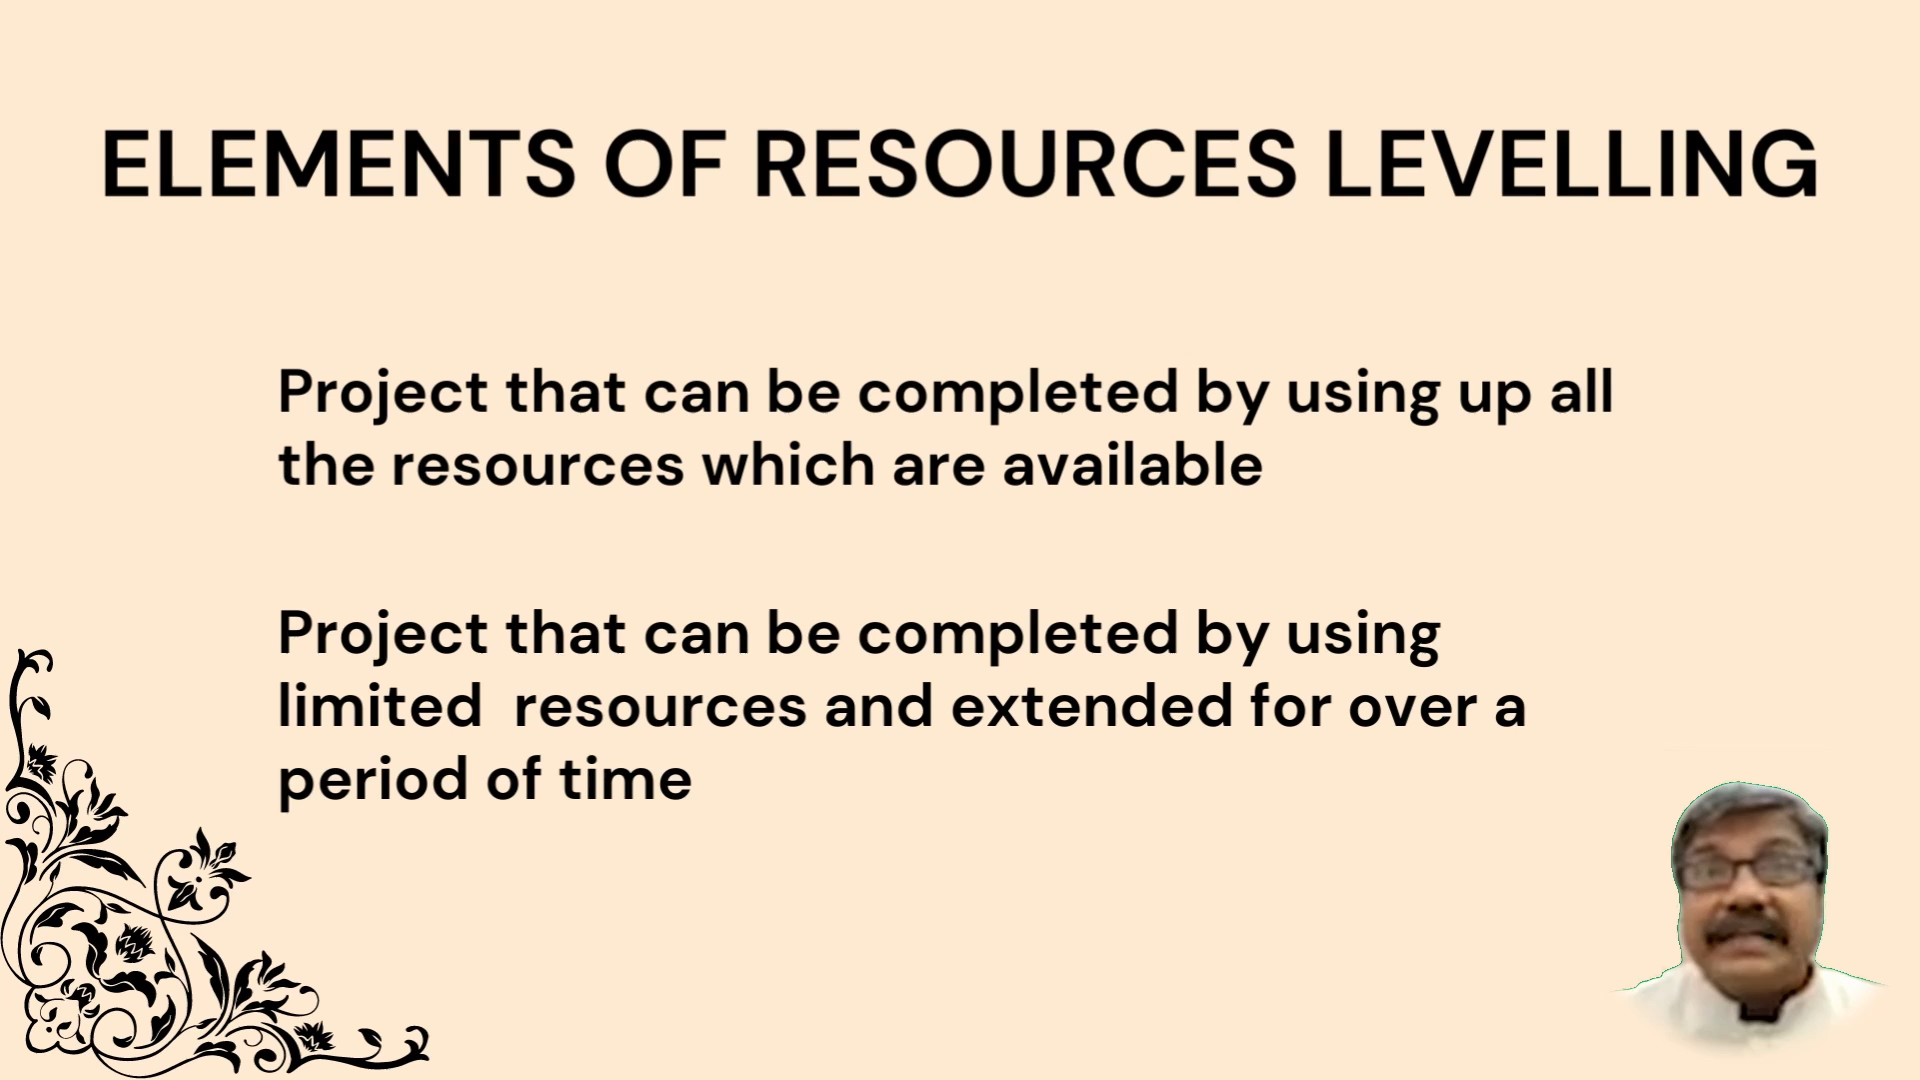 ELEMENTS OF RESOURCES LEVELLING
Project that can be completed by using up all
the resources which are available
Project that can be completed by using
limited  resources and extended for over a
period of time